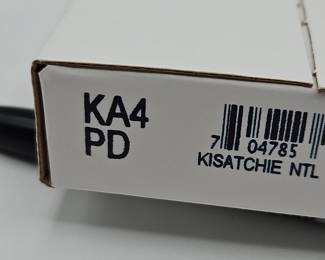 KA4
PD
7 04785
KISATCHIE NTL